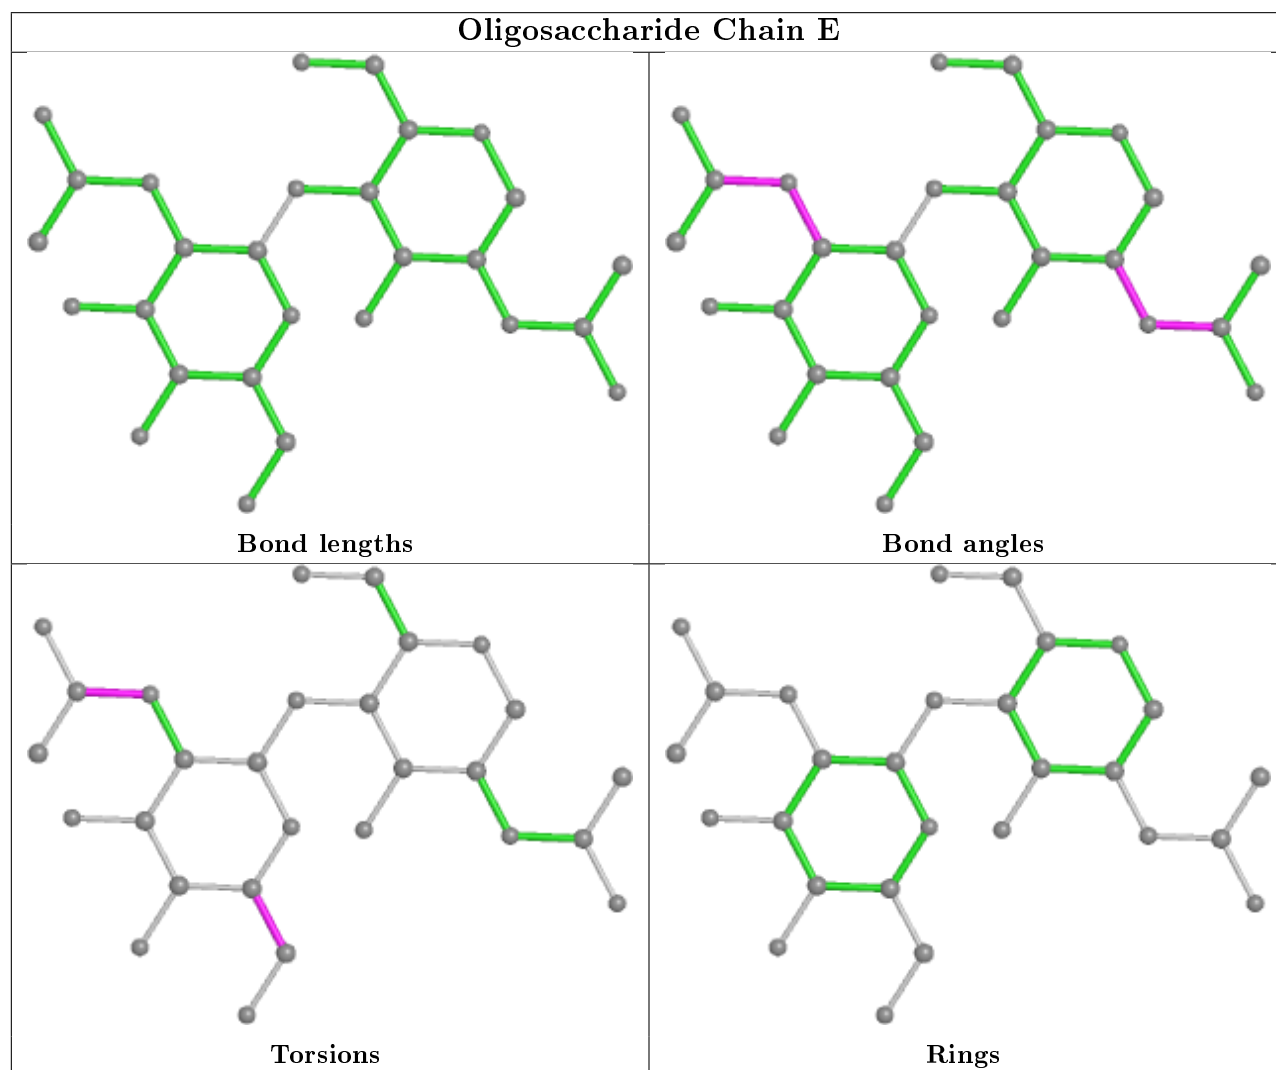 Oligosaccharide Chain E
Bond lengths
Bond angles
Torsions
Rings